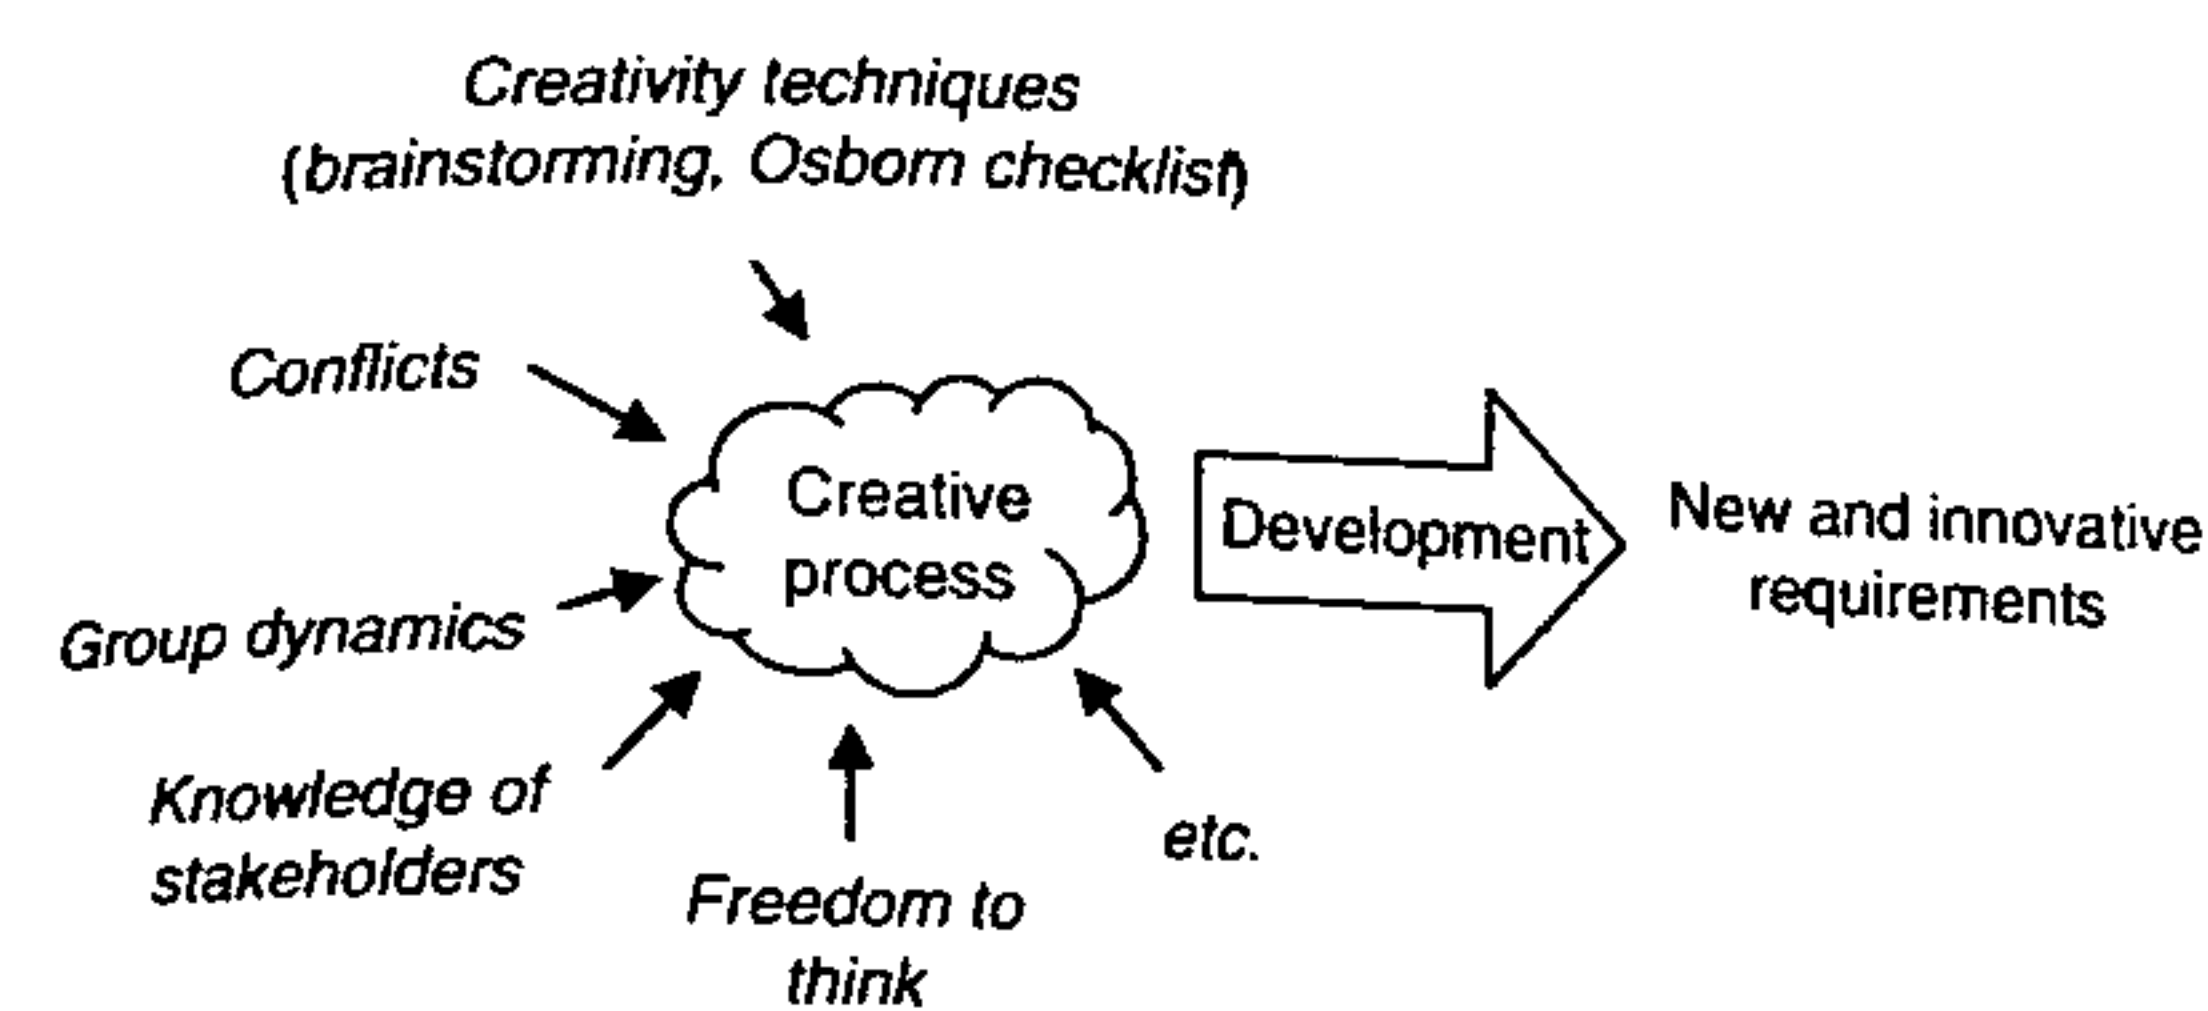 Creativity techniques
(brainstorming, Osborn checklist)
Conflicts
Creative
process
Development
New and innovative
requirements
Group dynamics
Knowledge of
stakeholders
Freedom to
think
etc.